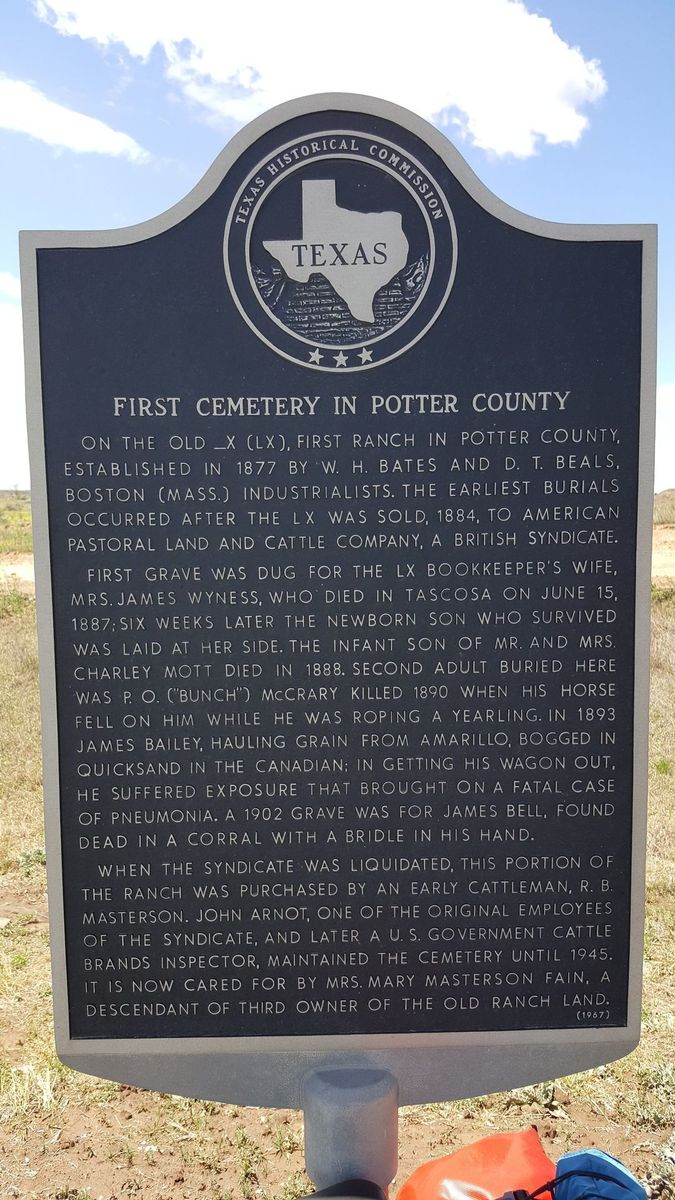 TEXAS HISTORICAL COMMISSION
TEXAS
FIRST CEMETERY IN POTTER COUNTY
ON THE OLD _X (LX), FIRST RANCH IN POTTER COUNTY,
ESTABLISHED IN 1877 BY W. H. BATES AND D. T. BEALS,
BOSTON (MASS.) INDUSTRIALISTS. THE EARLIEST BURIALS
OCCURRED AFTER THE LX WAS SOLD, 1884, TO AMERICAN
PASTORAL LAND AND CATTLE COMPANY, A BRITISH SYNDICATE.
FIRST GRAVE WAS DUG FOR THE LX BOOKKEEPER'S WIFE,
MRS. JAMES WYNESS, WHO DIED IN TASCOSA ON JUNE 15,
1887; SIX WEEKS LATER THE NEWBORN SON WHO SURVIVED
WAS LAID AT HER SIDE. THE INFANT SON OF MR. AND MRS.
CHARLEY MOTT DIED IN 1888. SECOND ADULT BURIED HERE
WAS P. O. ("BUNCH") McCRARY KILLED 1890 WHEN HIS HORSE
FELL ON HIM WHILE HE WAS ROPING A YEARLING. IN 1893
JAMES BAILEY, HAULING GRAIN FROM AMARILLO, BOGGED IN
QUICKSAND IN THE CANADIAN; IN GETTING HIS WAGON OUT,
HE SUFFERED EXPOSURE THAT BROUGHT ON A FATAL CASE
OF PNEUMONIA. A 1902 GRAVE WAS FOR JAMES BELL, FOUND
DEAD IN A CORRAL WITH A BRIDLE IN HIS HAND.
WHEN THE SYNDICATE WAS LIQUIDATED, THIS PORTION OF
THE RANCH WAS PURCHASED BY AN EARLY CATTLEMAN, R. B.
MASTERSON. JOHN ARNOT, ONE OF THE ORIGINAL EMPLOYEES
OF THE SYNDICATE, AND LATER A U. S. GOVERNMENT CATTLE
BRANDS INSPECTOR, MAINTAINED THE CEMETERY UNTIL 1945.
IT IS NOW CARED FOR BY MRS. MARY MASTERSON FAIN, A
DESCENDANT OF THIRD OWNER OF THE OLD RANCH LAND.
(1967)